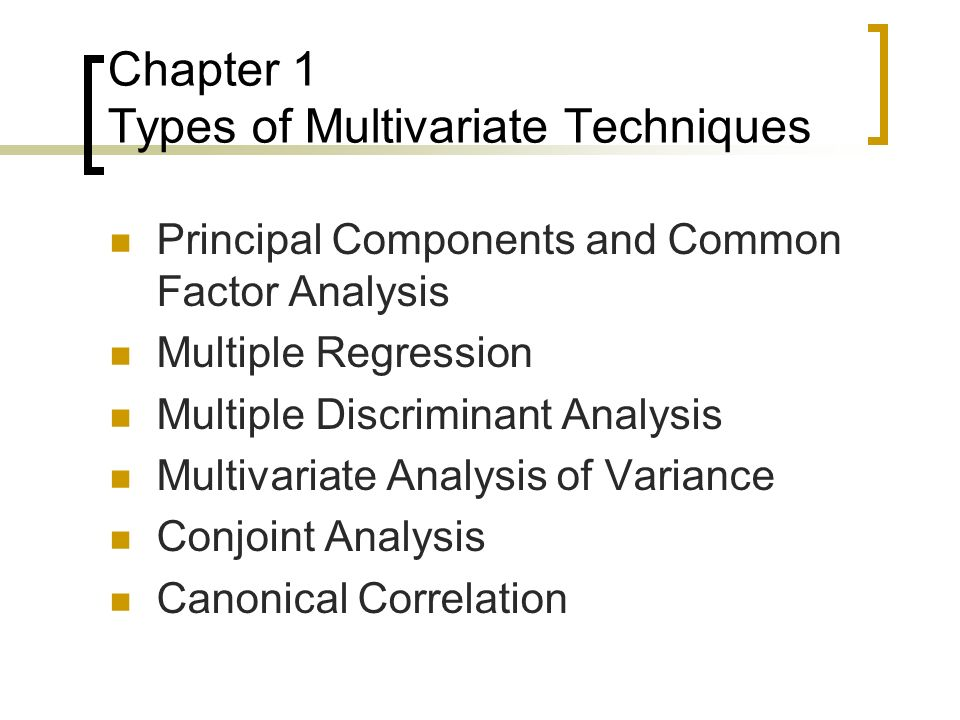 Chapter 1
Types of Multivariate Techniques
Principal Components and Common
Factor Analysis
Multiple Regression
Multiple Discriminant Analysis
Multivariate Analysis of Variance
Conjoint Analysis
Canonical Correlation